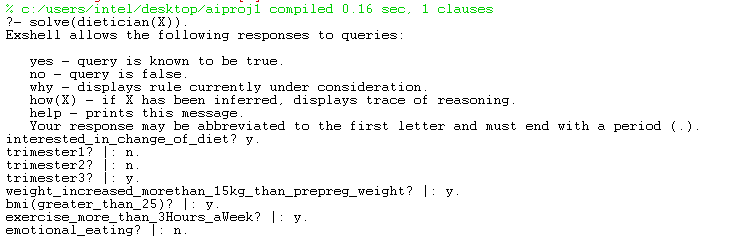 % c:/users/intel/desktop/aiproj1 compiled 0.16 sec, 1 clauses
?- solve(dietician(X)).
Exshell allows the following responses to queries:
yes - query is known to be true.
no - query is false.
why - displays rule currently under consideration.
how(X) - if X has been inferred, displays trace of reasoning.
help - prints this message.
Your response may be abbreviated to the first letter and must end with a period (.).
interested_in_change_of_diet? y.
trimester1? |: n.
trimester2? |: n.
trimester3? |: y.
weight_increased_morethan_15kg_than_prepreg_weight? |: y.
bmi(greater_than_25)? |: y.
exercise_more_than_3Hours_aWeek? |: y.
emotional_eating? |: n.